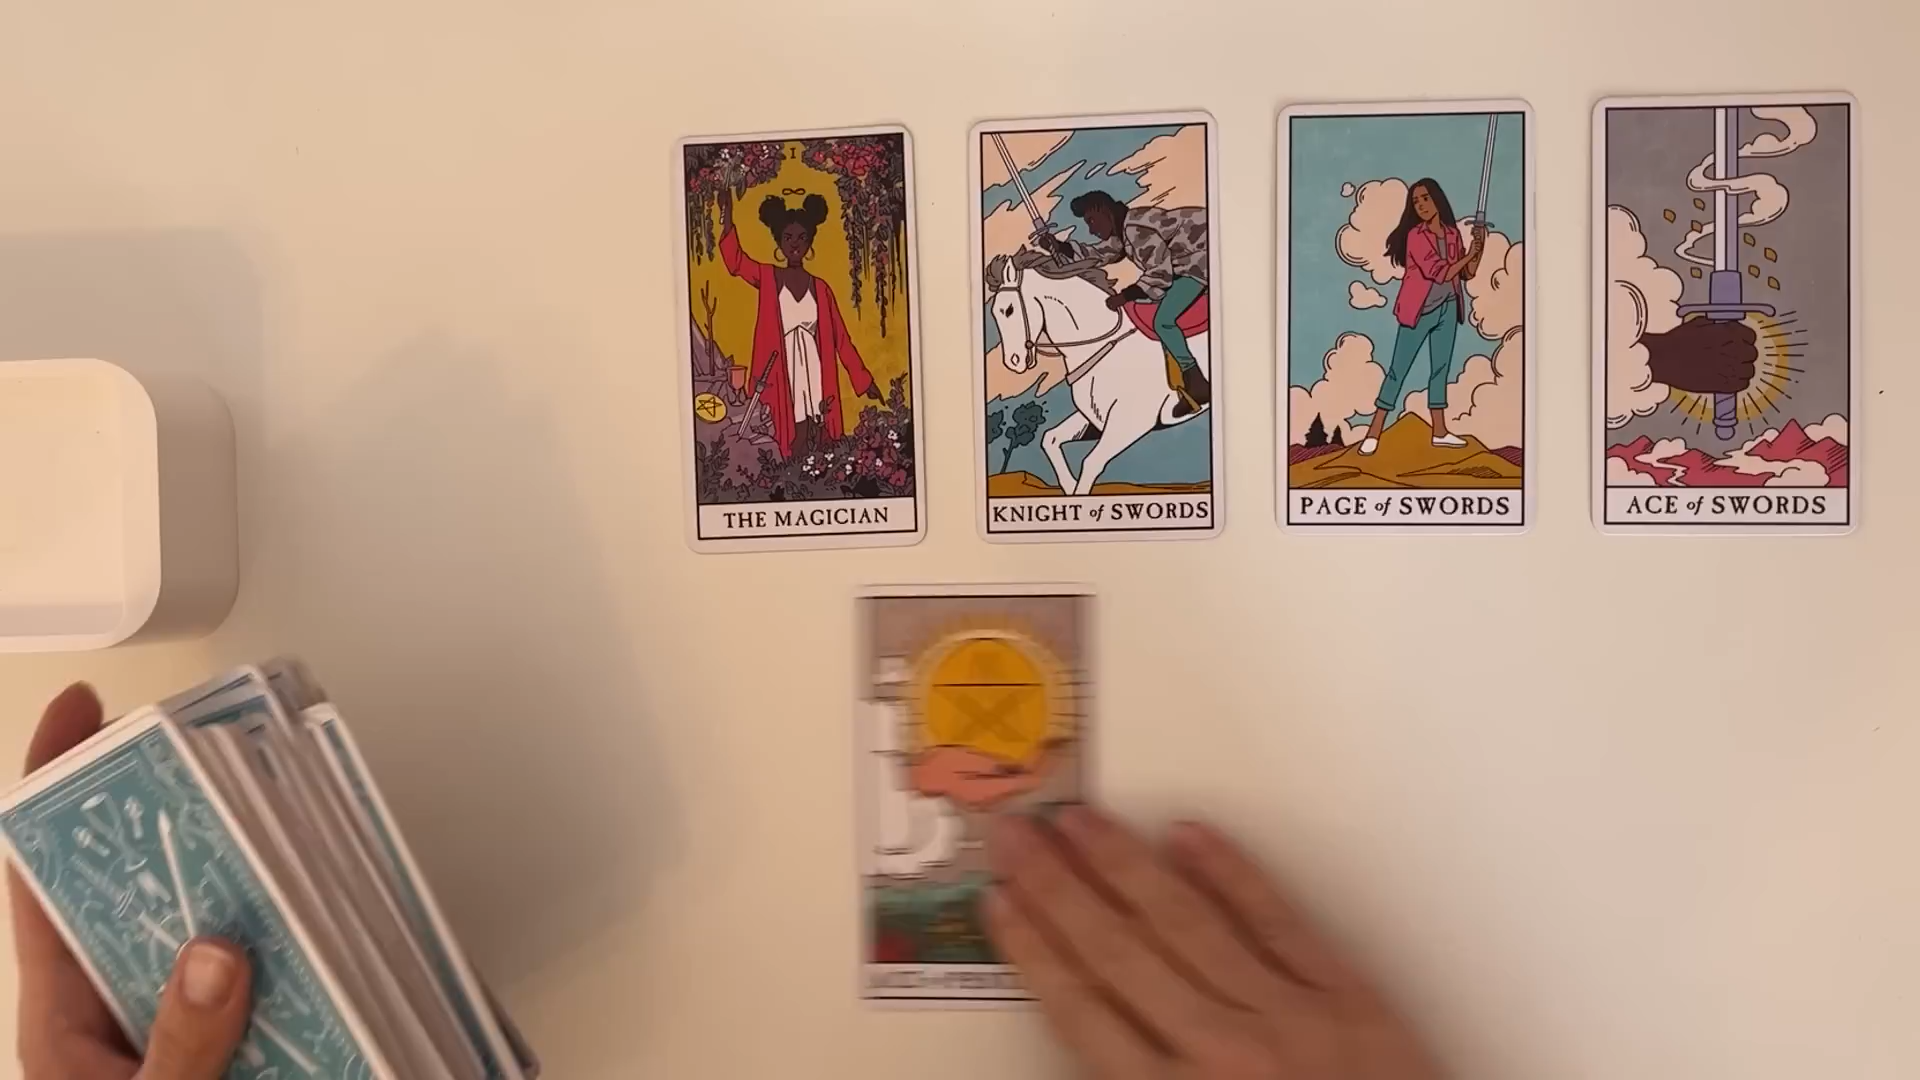 I
THE MAGICIAN
KNIGHT of SWORDS
PAGE of SWORDS
ACE of SWORDS